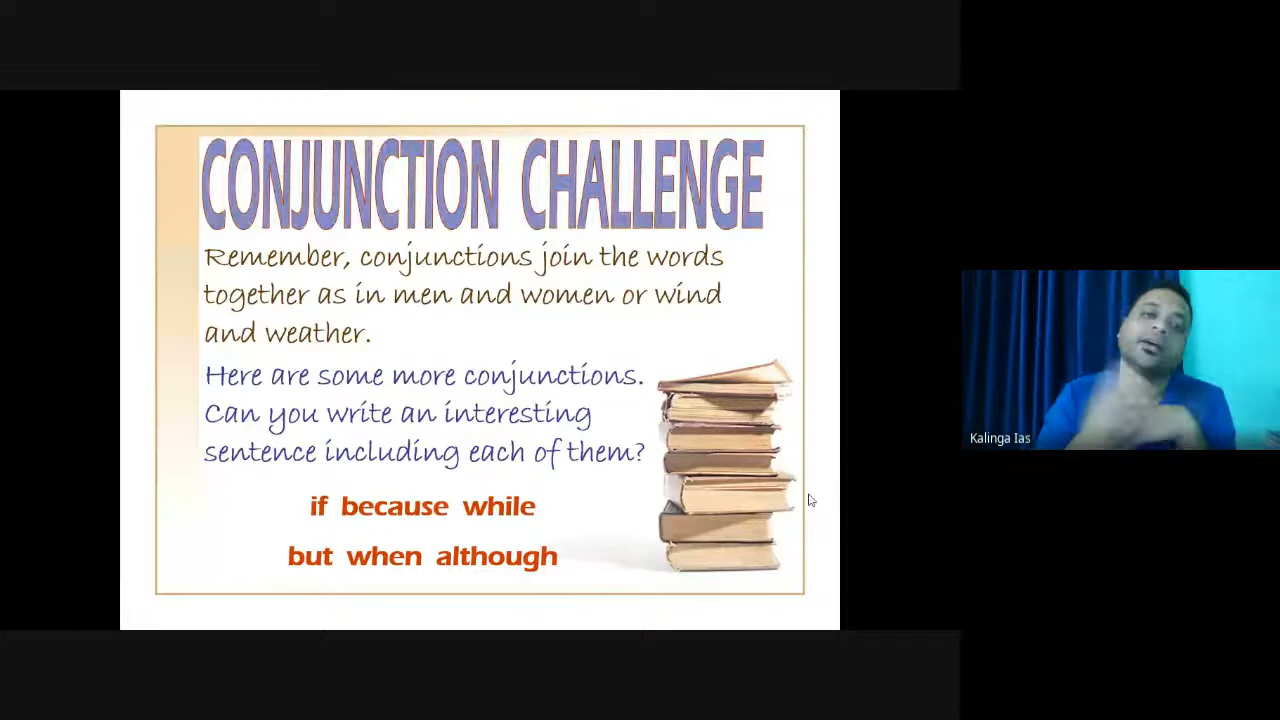 CONJUNCTION CHALLENGE
Remember, conjunctions join the words
together as in men and women or wind
and weather.
Here are some more conjunctions.
Can you write an interesting
sentence including each of them?
if because while
but when although
Kalinga Ias